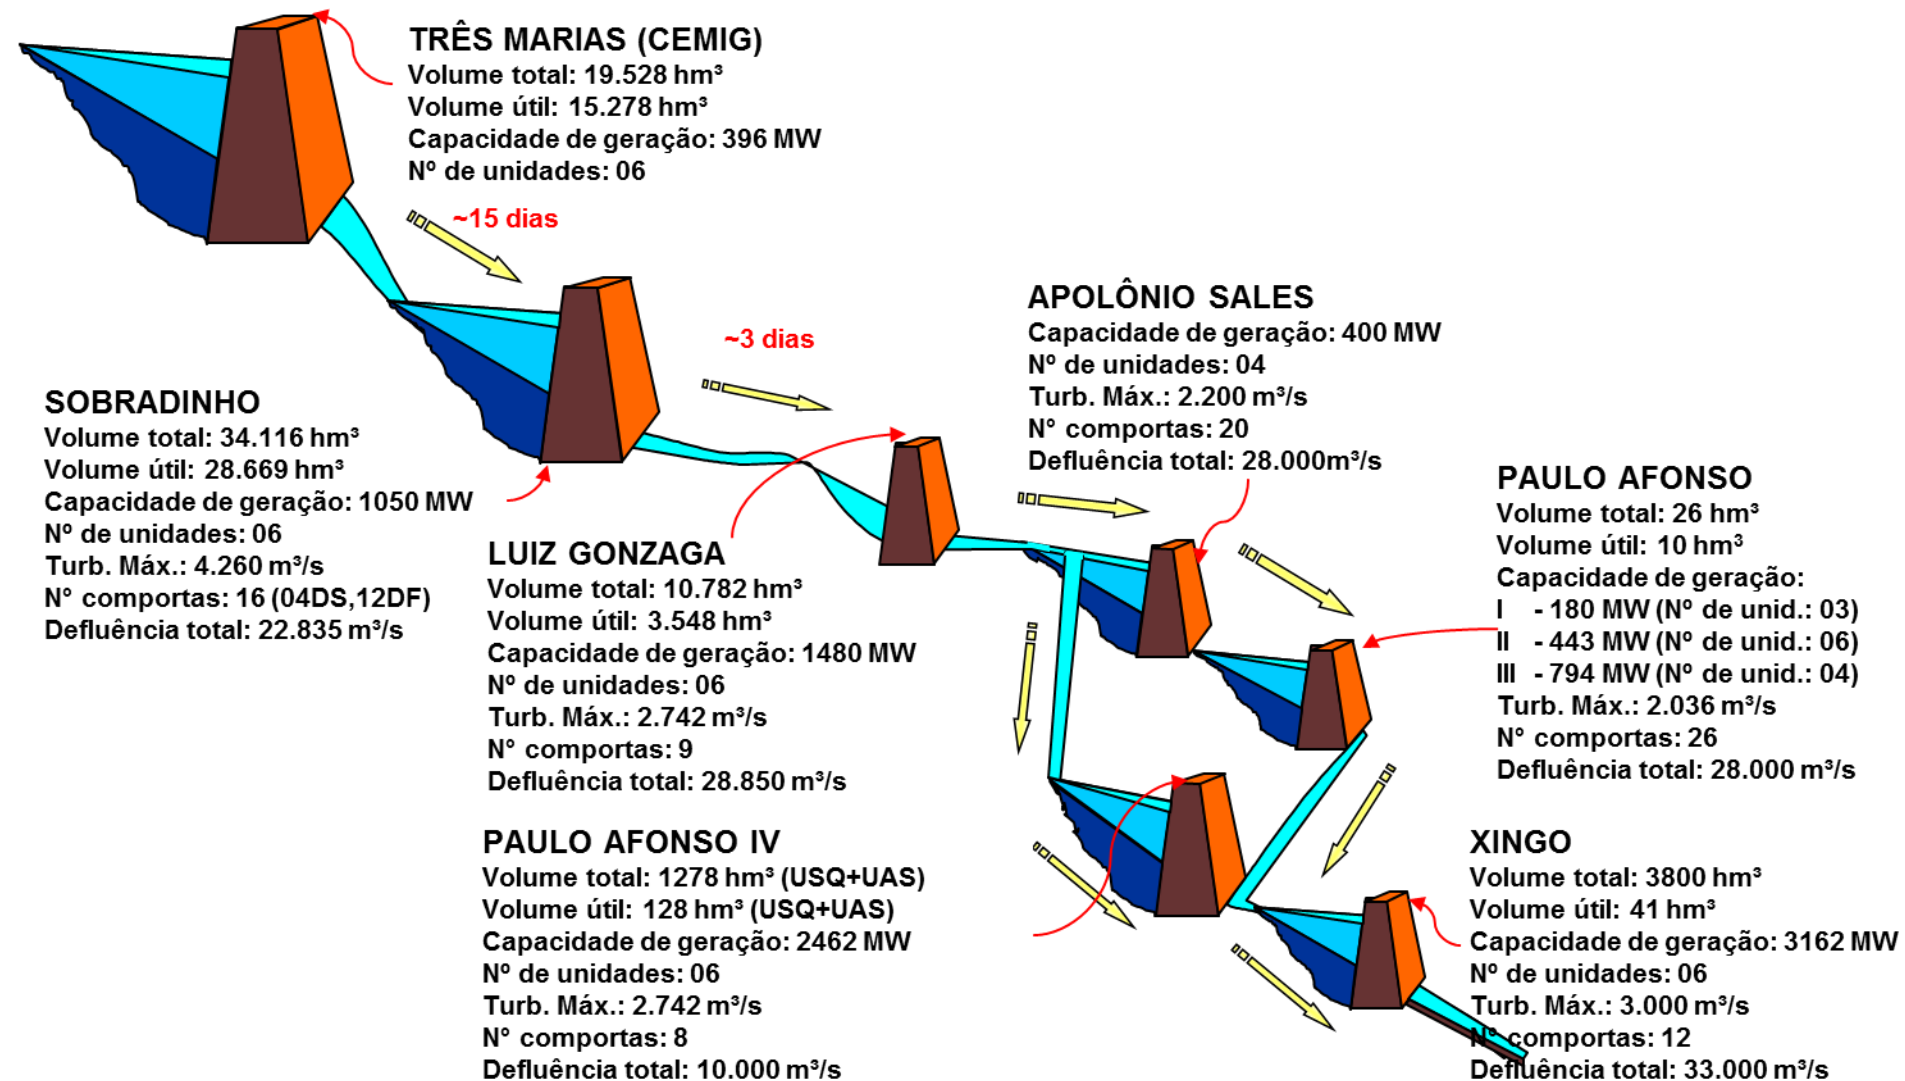 TRÊS MARIAS (CEMIG)
Volume total: 19.528 hm³
Volume útil: 15.278 hm³
Capacidade de geração: 396 MW
Nº de unidades: 06
~15 dias
~3 dias
SOBRADINHO
Volume total: 34.116 hm³
Volume útil: 28.669 hm³
Capacidade de geração: 1050 MW
Nº de unidades: 06
Turb. Máx.: 4.260 m³/s
N° comportas: 16 (04DS,12DF)
Defluência total: 22.835 m³/s
LUIZ GONZAGA
Volume total: 10.782 hm³
Volume útil: 3.548 hm³
Capacidade de geração: 1480 MW
Nº de unidades: 06
Turb. Máx.: 2.742 m³/s
N° comportas: 9
Defluência total: 28.850 m³/s
APOLÔNIO SALES
Capacidade de geração: 400 MW
Nº de unidades: 04
Turb. Máx.: 2.200 m³/s
N° comportas: 20
Defluência total: 28.000m³/s
PAULO AFONSO
Volume total: 26 hm³
Volume útil: 10 hm³
Capacidade de geração:
I - 180 MW (Nº de unid.: 03)
II - 443 MW (Nº de unid.: 06)
III - 794 MW (Nº de unid.: 04)
Turb. Máx.: 2.036 m³/s
N° comportas: 26
Defluência total: 28.000 m³/s
PAULO AFONSO IV
Volume total: 1278 hm³ (USQ+UAS)
Volume útil: 128 hm³ (USQ+UAS)
Capacidade de geração: 2462 MW
Nº de unidades: 06
Turb. Máx.: 2.742 m³/s
N° comportas: 8
Defluência total: 10.000 m³/s
XINGO
Volume total: 3800 hm³
Volume útil: 41 hm³
Capacidade de geração: 3162 MW
Nº de unidades: 06
Turb. Máx.: 3.000 m³/s
N° comportas: 12
Defluência total: 33.000 m³/s